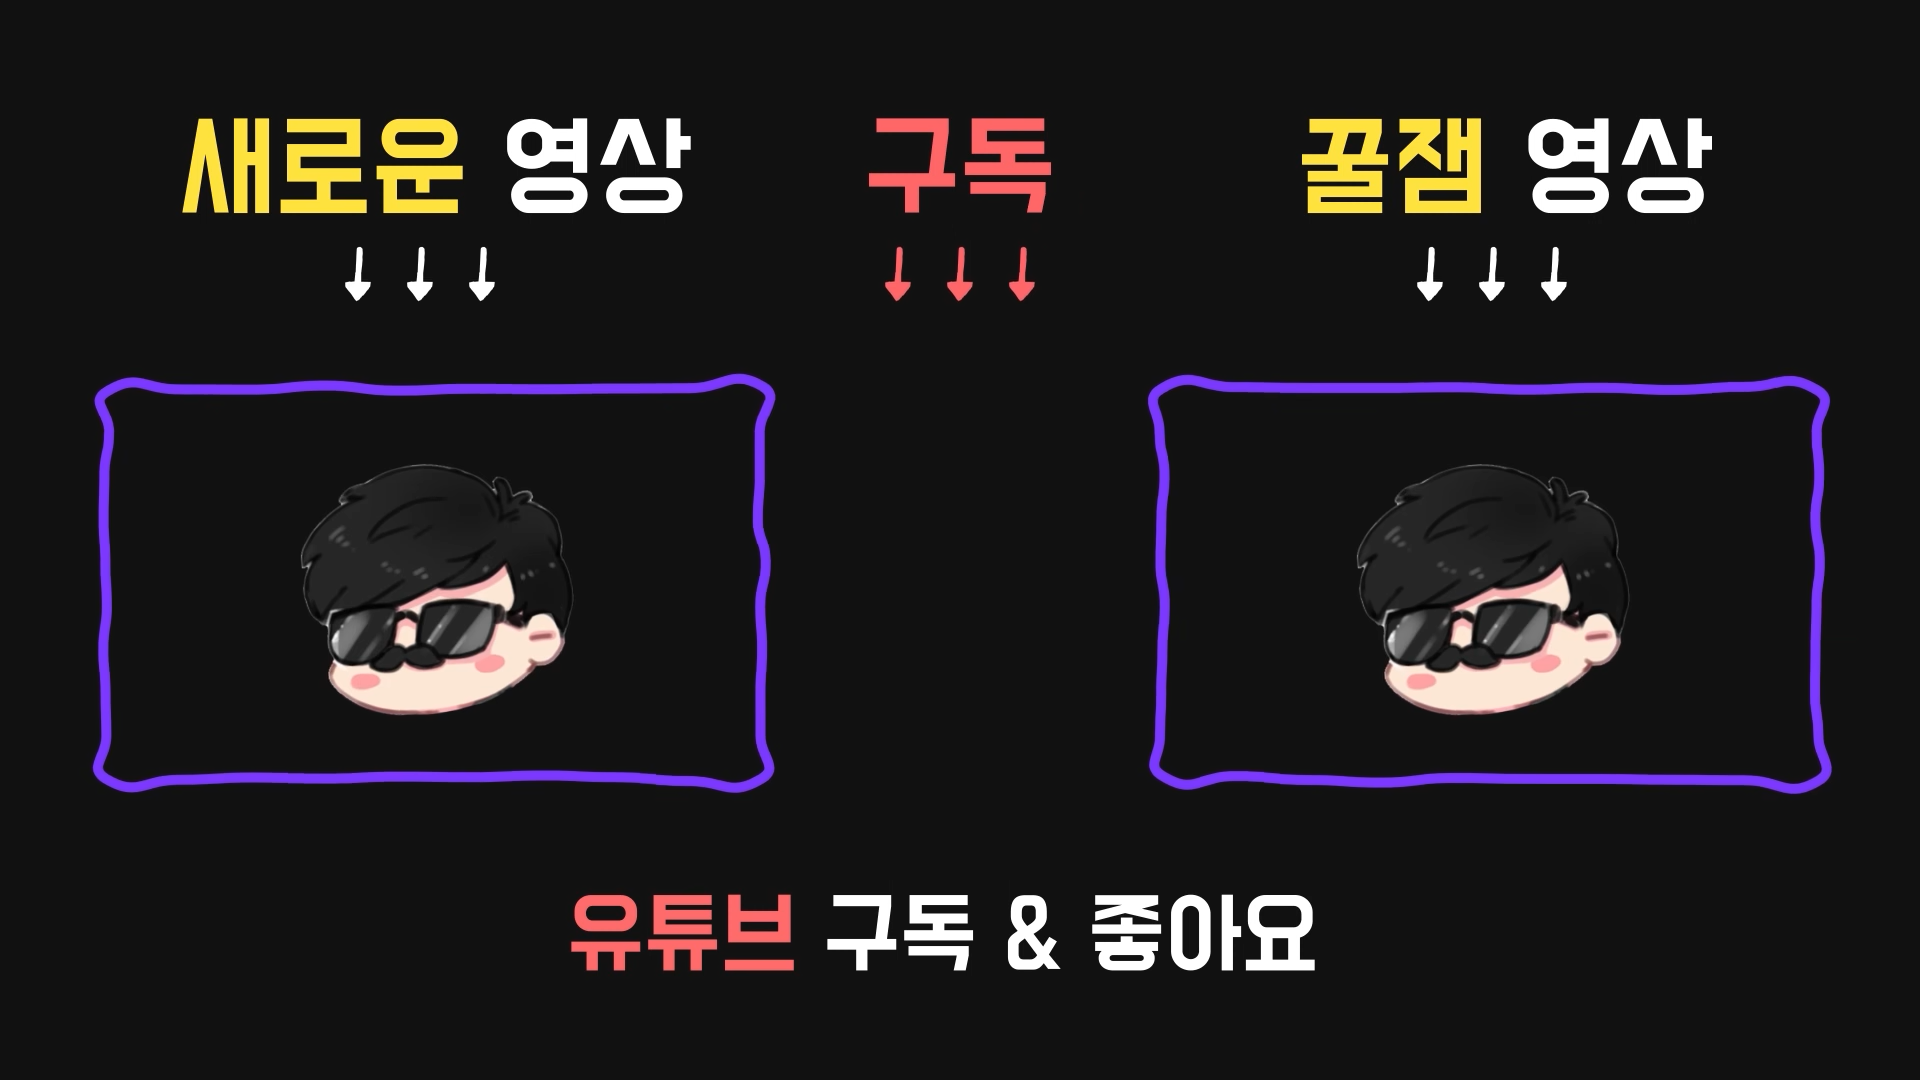 새로운 영상
구독
꿀잼 영상
유튜브 구독 & 좋아요